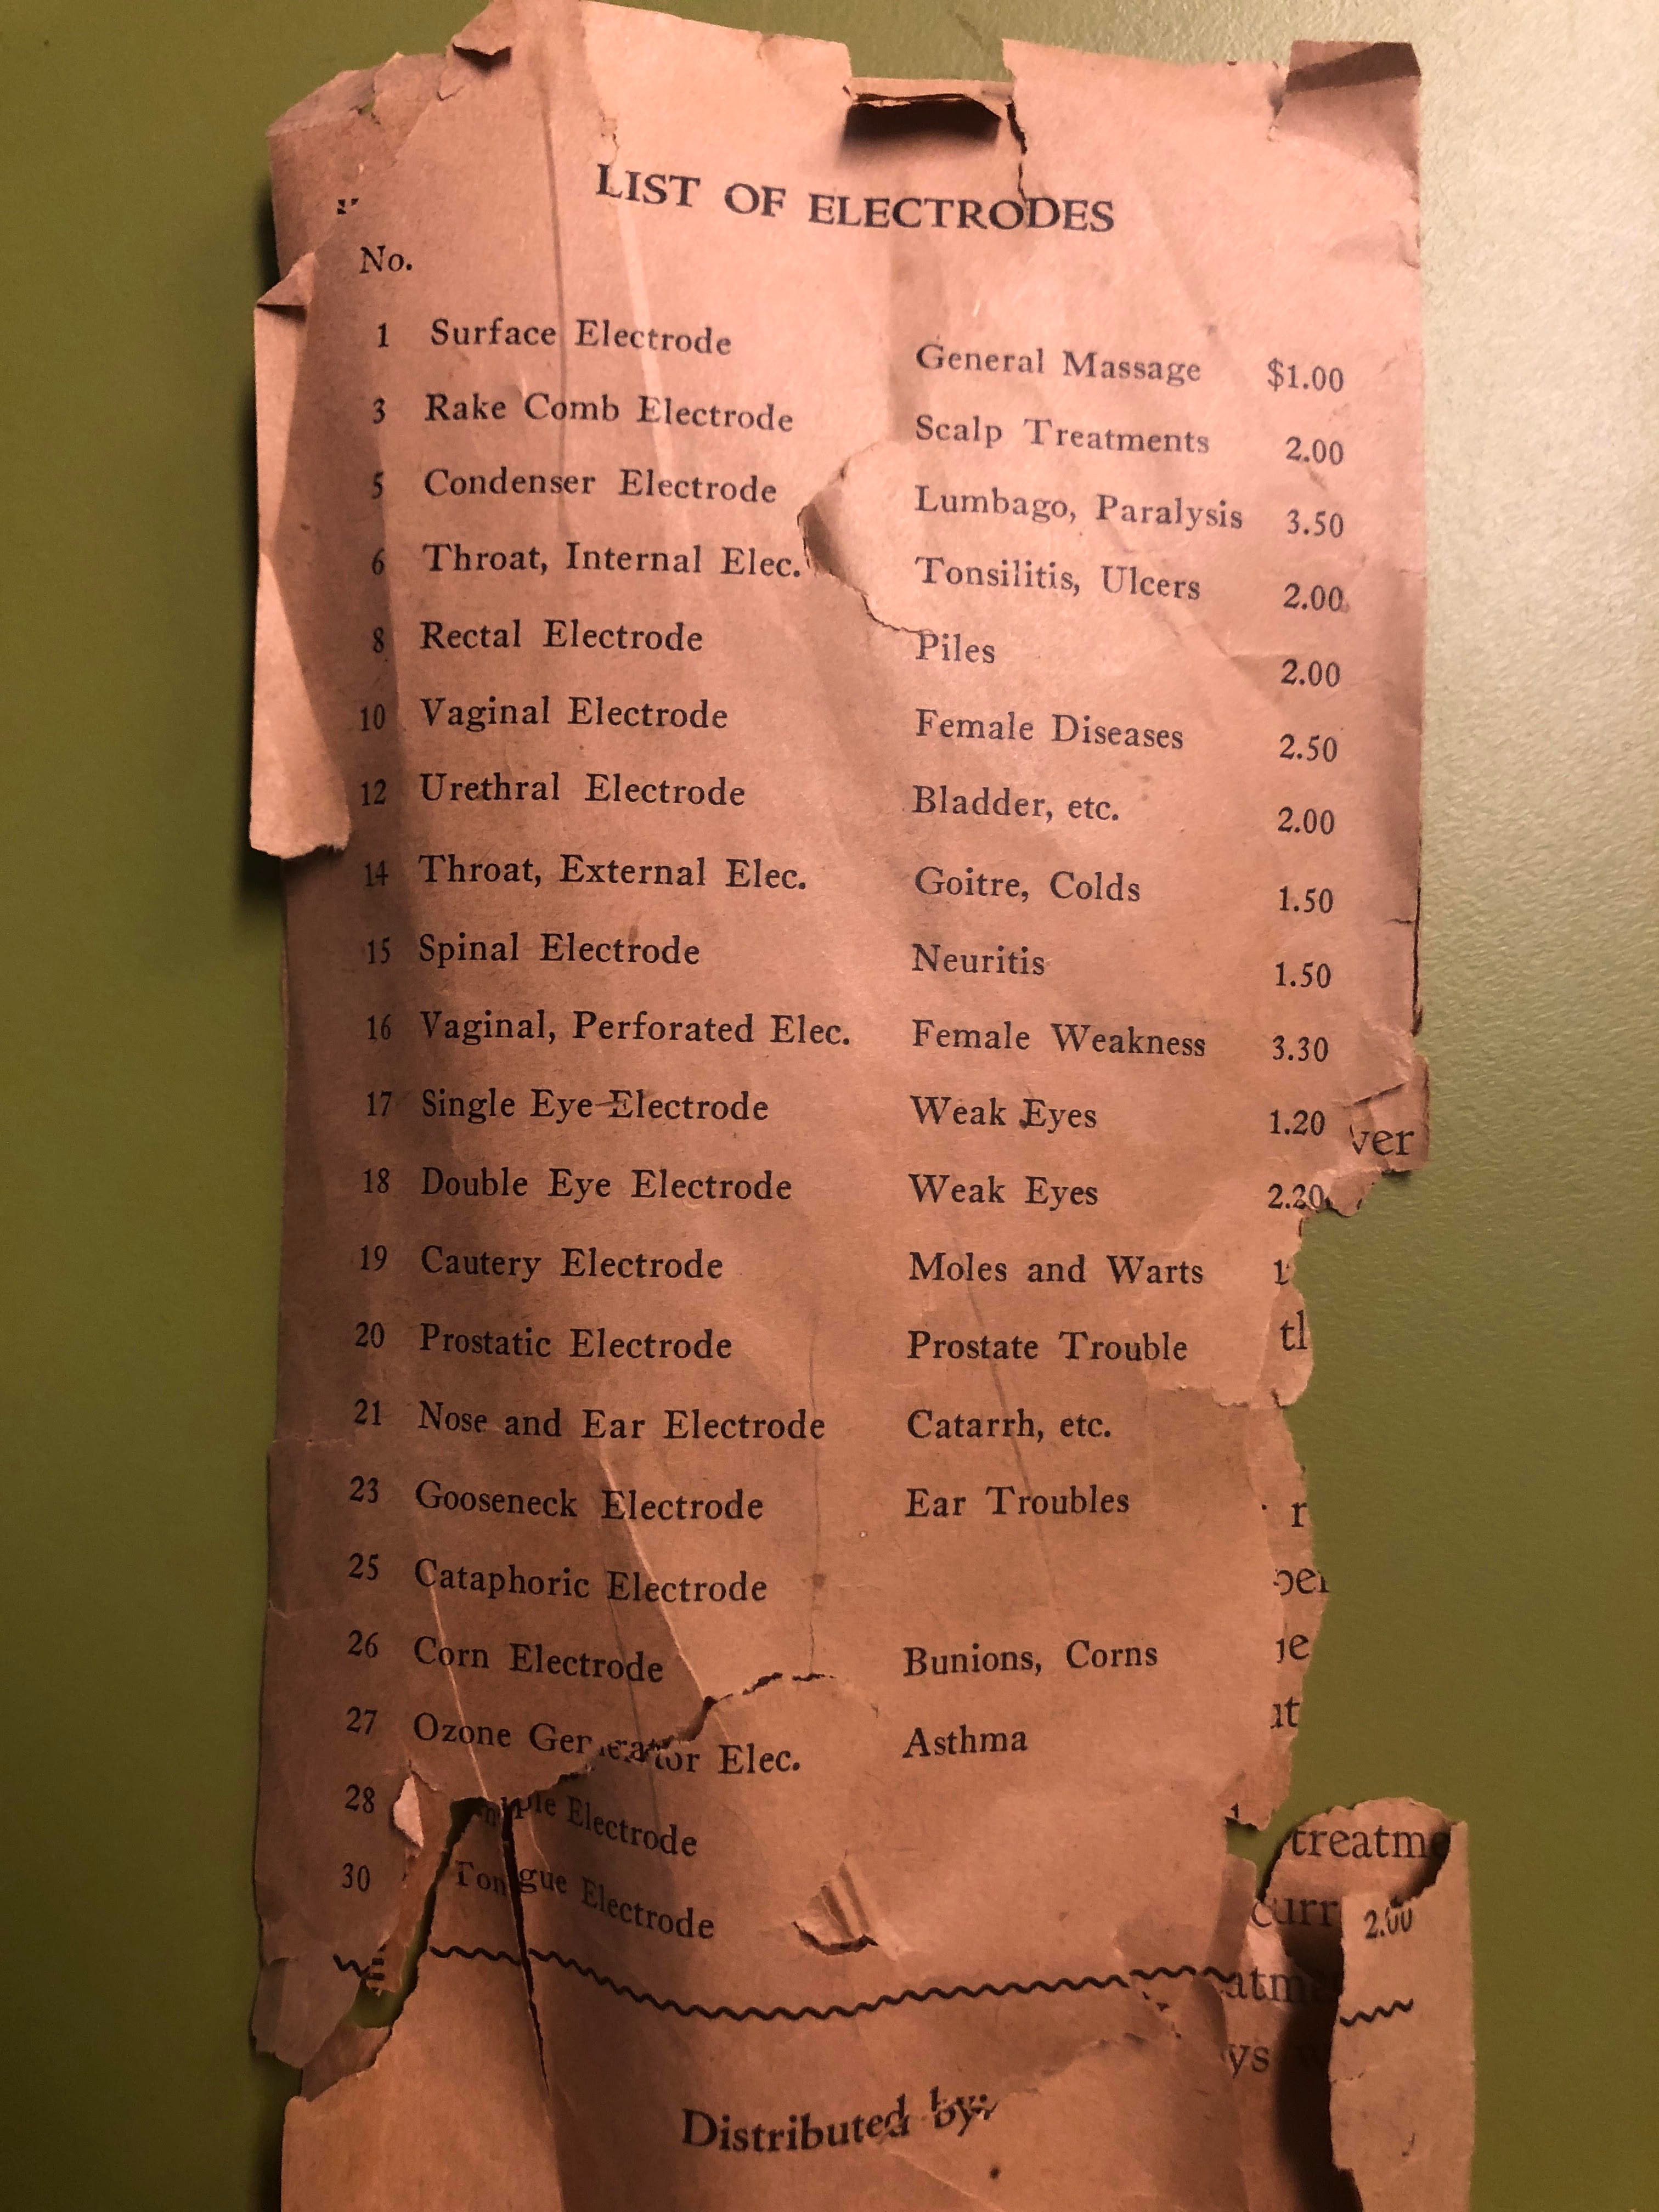 LIST OF ELECTRODES
No.
1 Surface Electrode General Massage $1.00
3 Rake Comb Electrode Scalp Treatments 2.00
5 Condenser Electrode Lumbago, Paralysis 3.50
6 Throat, Internal Elec. Tonsilitis, Ulcers 2.00
8 Rectal Electrode Piles 2.00
10 Vaginal Electrode Female Diseases 2.50
12 Urethral Electrode Bladder, etc. 2.00
14 Throat, External Elec. Goitre, Colds 1.50
15 Spinal Electrode Neuritis 1.50
16 Vaginal, Perforated Elec. Female Weakness 3.30
17 Single Eye Electrode Weak Eyes 1.20 ver
18 Double Eye Electrode Weak Eyes 2.20
19 Cautery Electrode Moles and Warts 1
20 Prostatic Electrode Prostate Trouble
21 Nose and Ear Electrode Catarrh, etc.
23 Gooseneck Electrode Ear Troubles r
25 Cataphoric Electrode
26 Corn Electrode Bunions, Corns
27 Ozone Generator Elec. Asthma
28 Electrode treatme
30 Tongue Electrode curr 2.00
atme
ys
Distributed by: